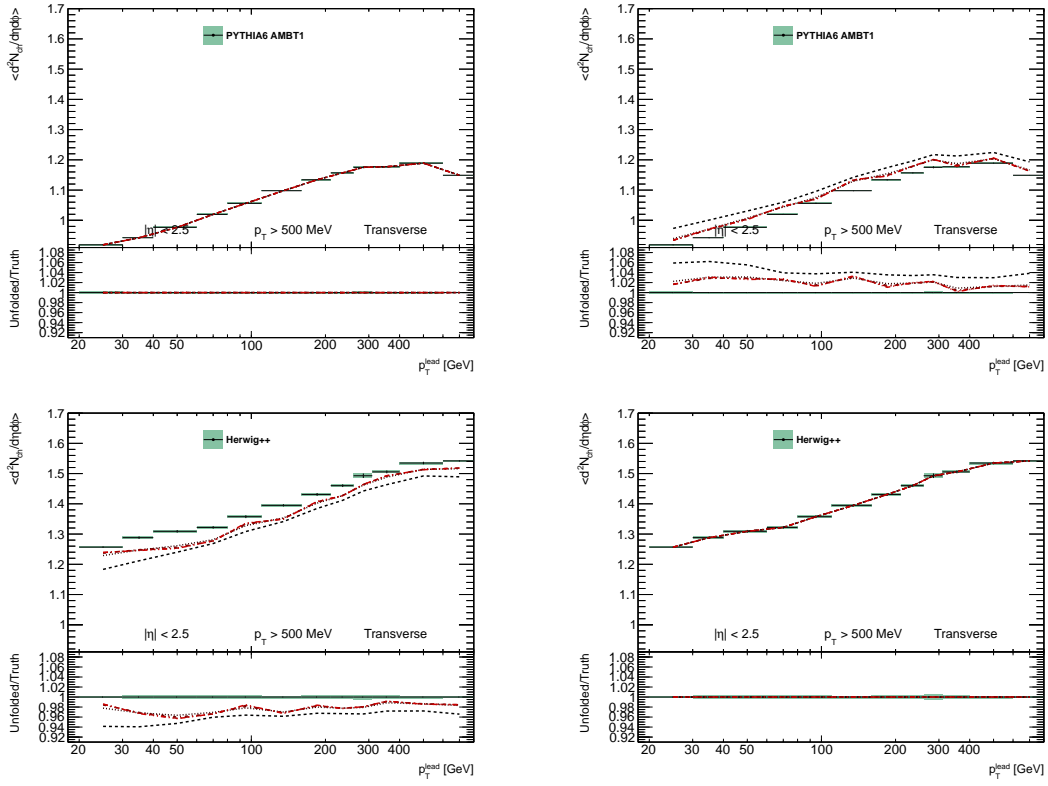 <d²N_ch/dηdϕ>
1.7
1.6
1.5
1.4
1.3
1.2
1.1
1
PYTHIA6 AMBT1
|η| < 2.5 p_T > 500 MeV Transverse
Unfolded/Truth
1.08
1.06
1.04
1.02
1.00
0.98
0.96
0.94
0.92
20 30 40 50 100 200 300 400
p_T^lead [GeV]
<d²N_ch/dηdϕ>
1.7
1.6
1.5
1.4
1.3
1.2
1.1
1
PYTHIA6 AMBT1
|η| < 2.5 p_T > 500 MeV Transverse
Unfolded/Truth
1.08
1.06
1.04
1.02
1.00
0.98
0.96
0.94
0.92
20 30 40 50 100 200 300 400
p_T^lead [GeV]
<d²N_ch/dηdϕ>
1.7
1.6
1.5
1.4
1.3
1.2
1.1
1
Herwig++
|η| < 2.5 p_T > 500 MeV Transverse
Unfolded/Truth
1.08
1.06
1.04
1.02
1.00
0.98
0.96
0.94
0.92
20 30 40 50 100 200 300 400
p_T^lead [GeV]
<d²N_ch/dηdϕ>
1.7
1.6
1.5
1.4
1.3
1.2
1.1
1
Herwig++
|η| < 2.5 p_T > 500 MeV Transverse
Unfolded/Truth
1.08
1.06
1.04
1.02
1.00
0.98
0.96
0.94
0.92
20 30 40 50 100 200 300 400
p_T^lead [GeV]